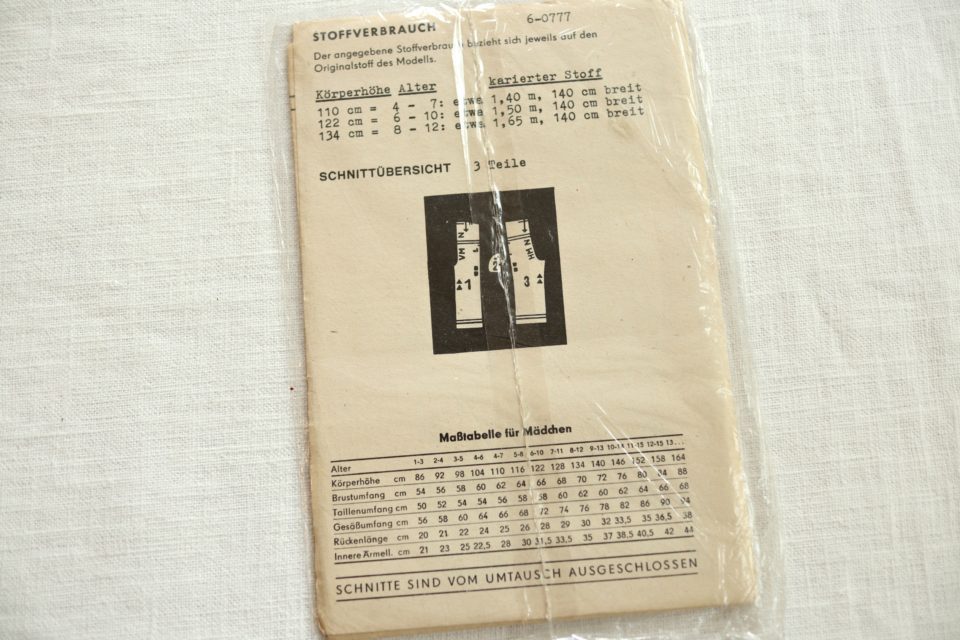 6-0777
STOFFVERBRAUCH
Der angegebene Stoffverbrauch bezieht sich jeweils auf den
Originalstoff des Modells.
Körperhöhe Alter karierter Stoff
110 cm = 4 - 7: etwa 1,40 m, 140 cm breit
122 cm = 6 - 10: etwa 1,50 m, 140 cm breit
134 cm = 8 - 12: etwa 1,65 m, 140 cm breit
SCHNITTÜBERSICHT 3 Teile
N N
VM HM
L L
1 2 3
Maßtabelle für Mädchen
Alter 1-3 2-4 3-5 4-6 4-7 5-8 6-10 7-11 8-12 9-13 10-14 11-15 12-15 13...
Körperhöhe cm 86 92 98 104 110 116 122 128 134 140 146 152 158 164
Brustumfang cm 54 56 58 60 62 64 66 68 70 72 76 80 84 88
Taillenumfang cm 50 52 54 54 56 58 58 60 62 60 62 64 66 68
Gesäßumfang cm 56 58 60 64 66 68 72 74 76 78 82 86 90 94
Rückenlänge cm 20 21 22 24 25 26 28 29 30 32 33,5 35 36,5 38
Innere Ärmell. cm 21 23 25 22,5 28 30 31,5 33,5 35 37 38,5 40,5 42 44
SCHNITTE SIND VOM UMTAUSCH AUSGESCHLOSSEN